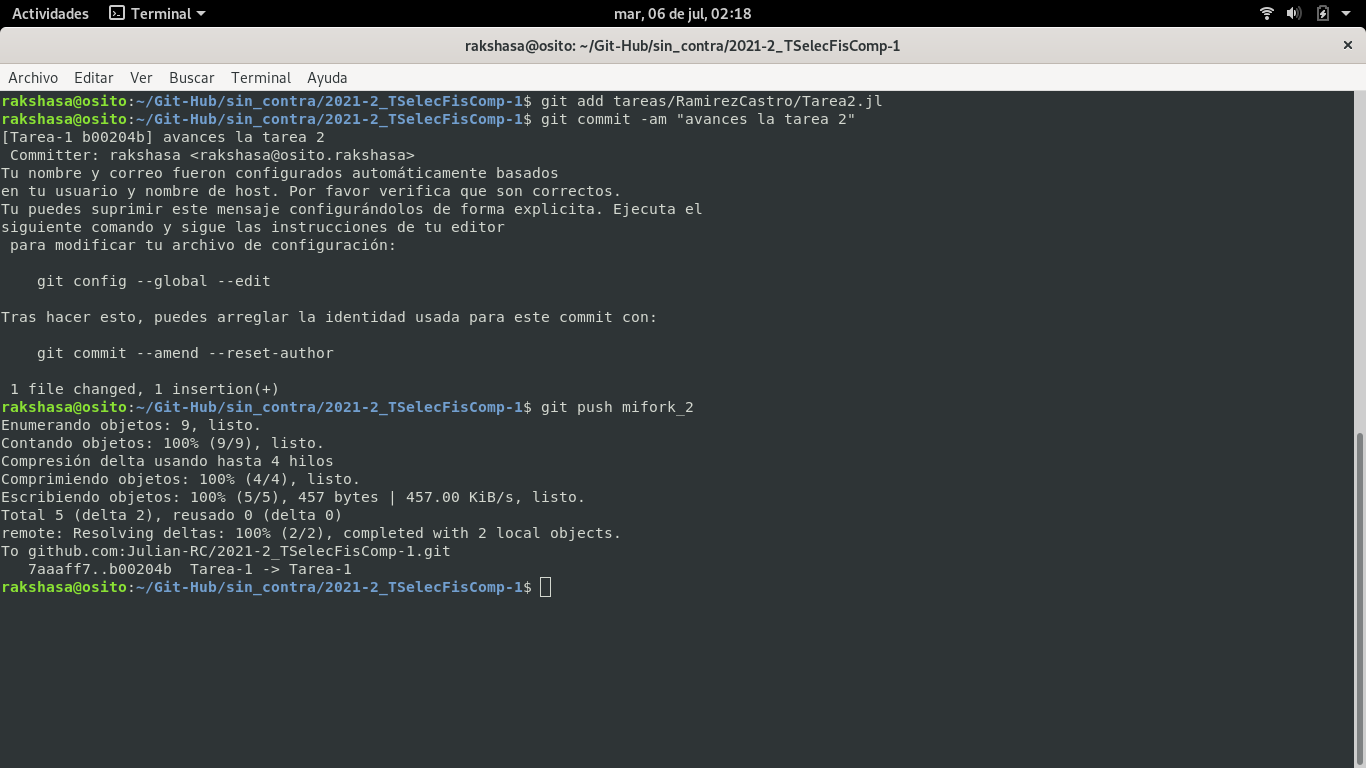 Actividades Terminal mar, 06 de jul, 02:18
rakshasa@osito: ~/Git-Hub/sin_contra/2021-2_TSelecFisComp-1 ×
Archivo Editar Ver Buscar Terminal Ayuda
rakshasa@osito:~/Git-Hub/sin_contra/2021-2_TSelecFisComp-1$ git add tareas/RamirezCastro/Tarea2.jl
rakshasa@osito:~/Git-Hub/sin_contra/2021-2_TSelecFisComp-1$ git commit -am "avances la tarea 2"
[Tarea-1 b00204b] avances la tarea 2
 Committer: rakshasa <rakshasa@osito.rakshasa>
Tu nombre y correo fueron configurados automáticamente basados
en tu usuario y nombre de host. Por favor verifica que son correctos.
Tu puedes suprimir este mensaje configurándolos de forma explicita. Ejecuta el
siguiente comando y sigue las instrucciones de tu editor
 para modificar tu archivo de configuración:
    git config --global --edit
Tras hacer esto, puedes arreglar la identidad usada para este commit con:
    git commit --amend --reset-author
 1 file changed, 1 insertion(+)
rakshasa@osito:~/Git-Hub/sin_contra/2021-2_TSelecFisComp-1$ git push mifork_2
Enumerando objetos: 9, listo.
Contando objetos: 100% (9/9), listo.
Compresión delta usando hasta 4 hilos
Comprimiendo objetos: 100% (4/4), listo.
Escribiendo objetos: 100% (5/5), 457 bytes | 457.00 KiB/s, listo.
Total 5 (delta 2), reusado 0 (delta 0)
remote: Resolving deltas: 100% (2/2), completed with 2 local objects.
To github.com:Julian-RC/2021-2_TSelecFisComp-1.git
   7aaaff7..b00204b  Tarea-1 -> Tarea-1
rakshasa@osito:~/Git-Hub/sin_contra/2021-2_TSelecFisComp-1$